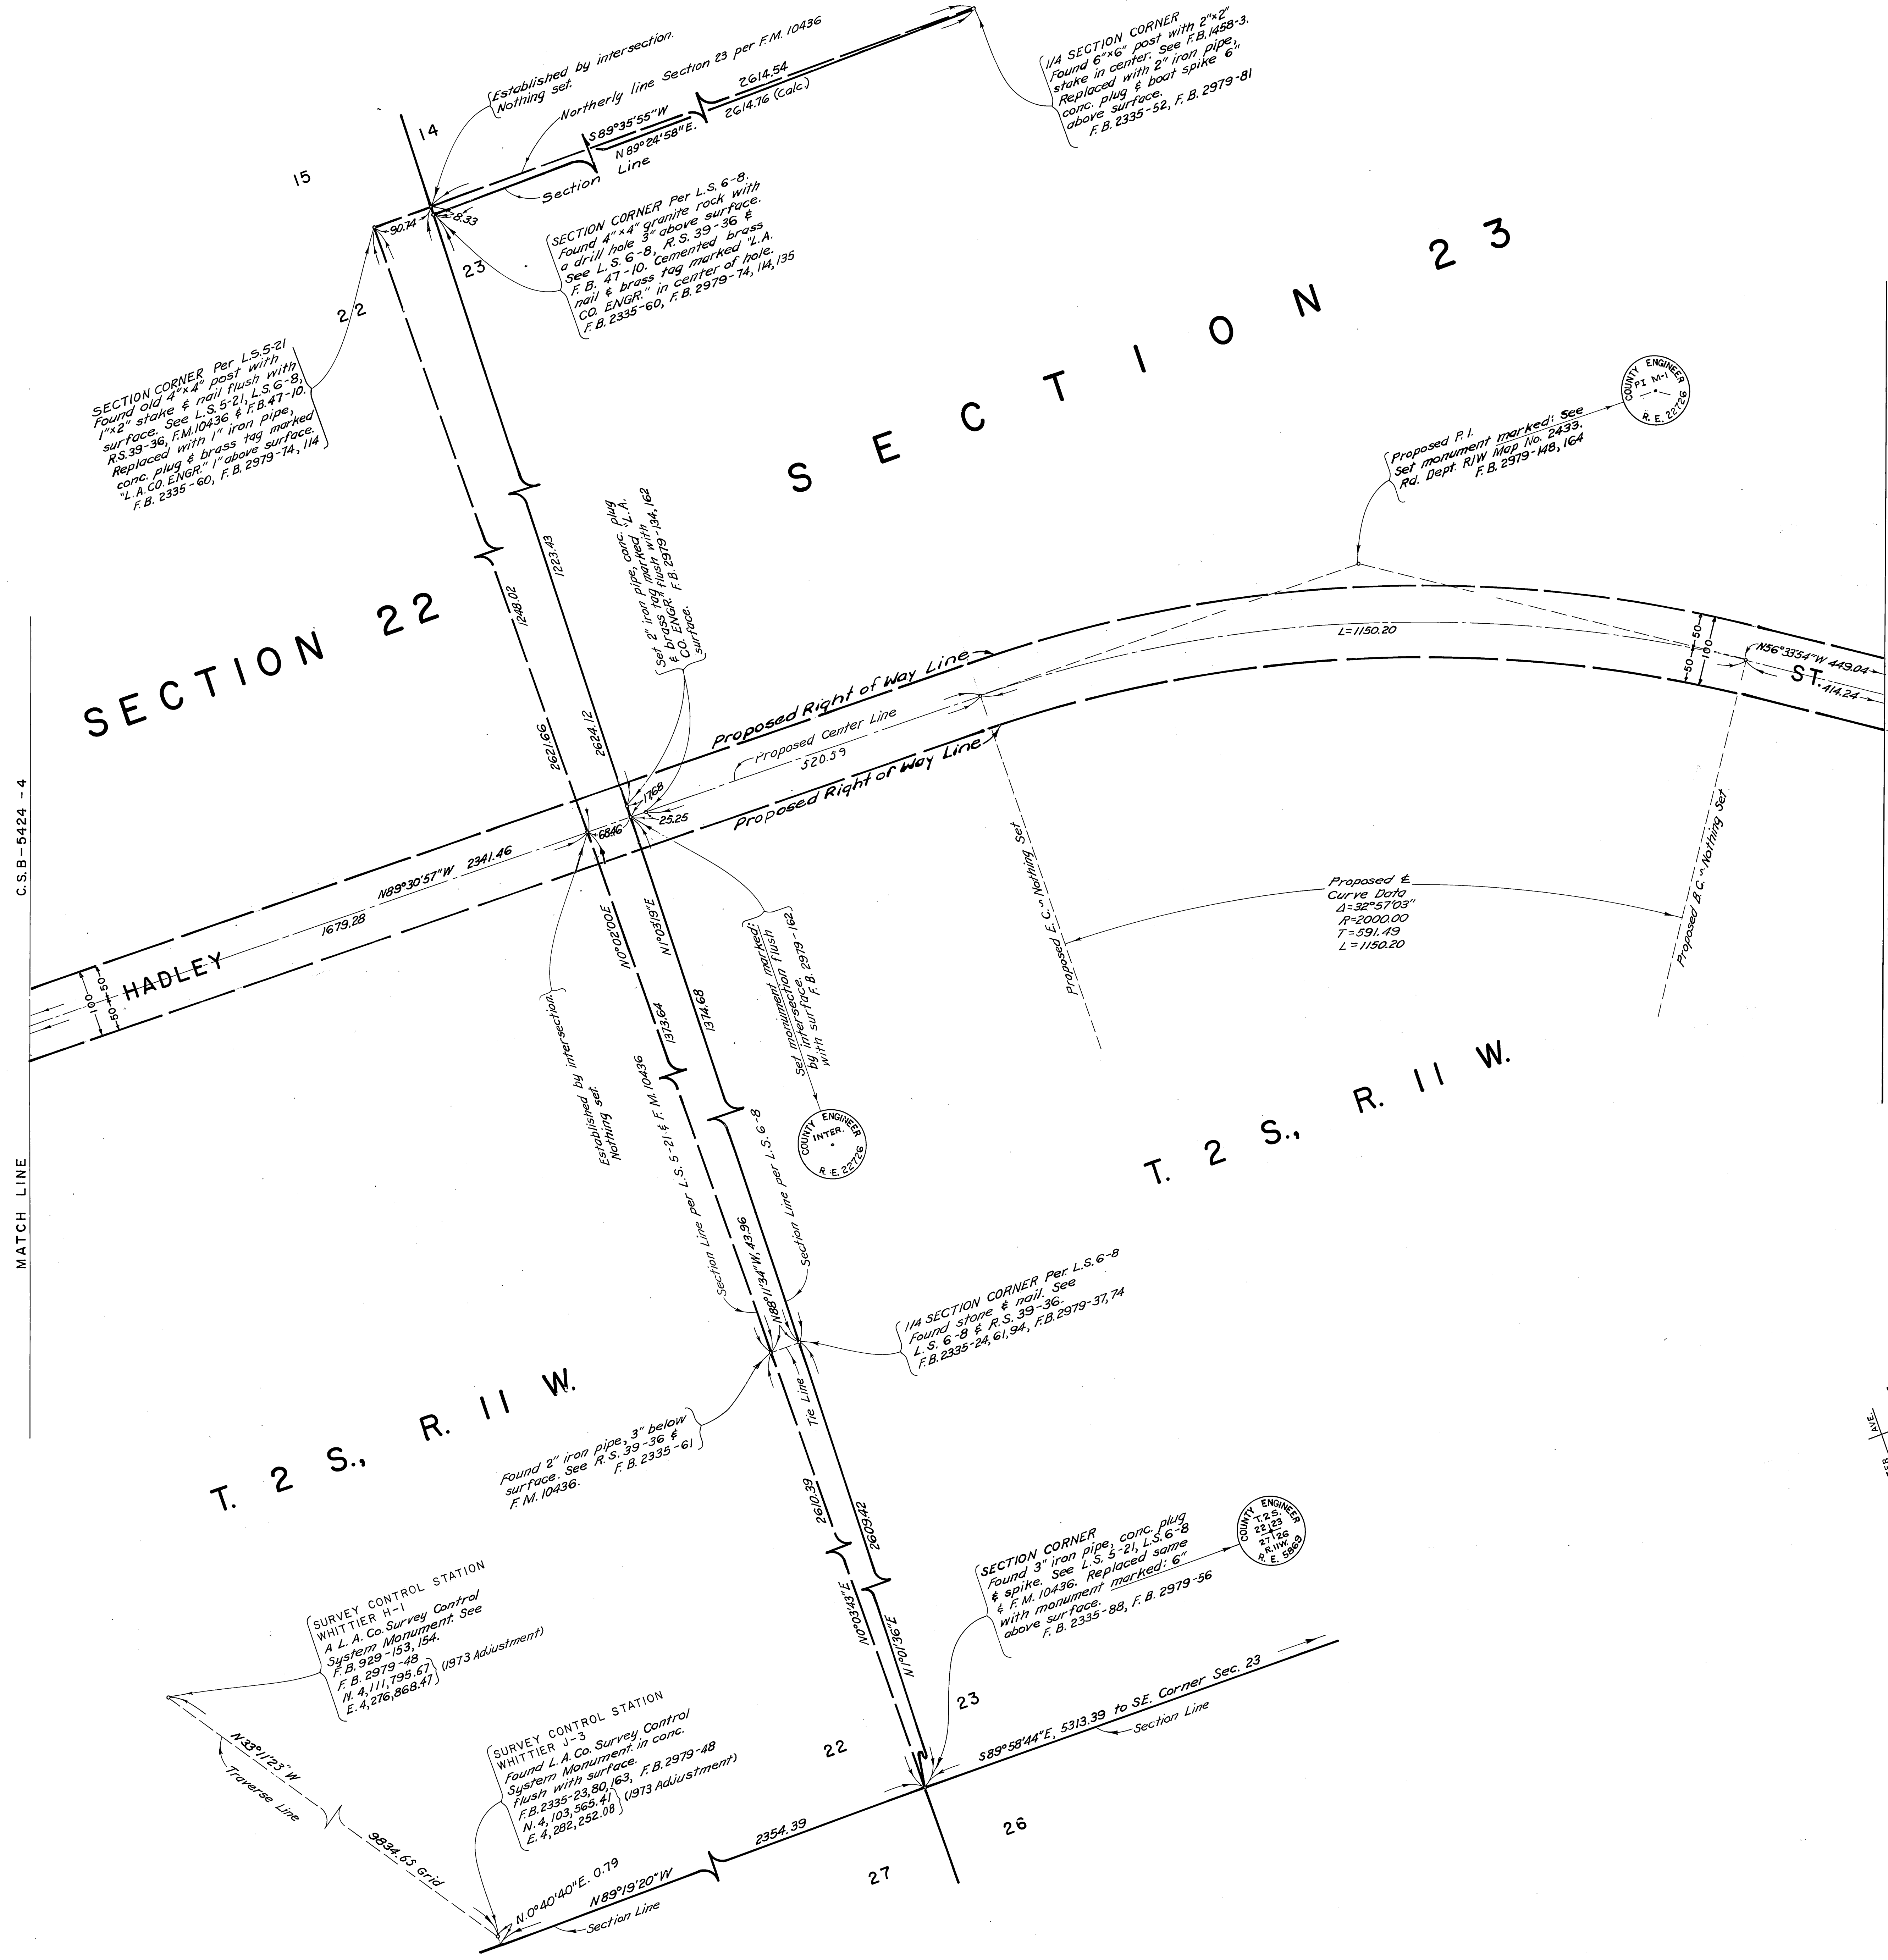 Established by intersection.
Nothing set.
Northerly line Section 23 per F.M. 10436
2614.54
S89°35'55"W
2614.76 (Calc.)
N89°24'58"E.
Section Line
1/4 SECTION CORNER
Found 6"x6" post with 2"x2"
stake in center. See F.B.1458-3.
Replaced with 2" iron pipe,
conc. plug & boat spike 6"
above surface.
F.B. 2335-52, F.B. 2979-81
14
15
90.74
8.33
23
22
SECTION CORNER Per L.S. 6-8.
Found 4"x4" granite rock with
a drill hole 3" above surface.
See L.S. 6-8, R.S. 39-36 &
F.B. 47-10. Cemented brass
nail & brass tag marked "L.A.
CO. ENGR." in center of hole.
F.B. 2335-60, F.B. 2979-74, 114, 135
SECTION CORNER Per L.S.5-21
Found old 4"x4" post with
1"x2" stake & nail flush with
surface. See L.S. 5-21, L.S. 6-8,
R.S.39-36, F.M.10436 & F.B.47-10.
Replaced with 1" iron pipe,
conc. plug & brass tag marked
"L.A.CO. ENGR." 1" above surface.
F.B. 2335-60, F.B. 2979-74, 114
SECTION 23
COUNTY ENGINEER
PI M-1
R.E. 22726
Proposed P.I.
Set monument marked: See
Rd. Dept. R/W Map No. 2433.
F.B. 2979-148, 164
SECTION 22
1248.02
1223.43
Set 2" iron pipe, conc. plug
& brass tag marked "L.A.
CO. ENGR." flush with
surface. F.B. 2979-134, 162
2621.66
2624.12
Proposed Right of Way Line
Proposed Center Line
520.59
Proposed Right of Way Line
L=1150.20
50
50
100
N56°33'54"W 449.04
ST.
414.24
17.68
25.25
68.46
N89°30'57"W 2341.46
1679.28
HADLEY
100
50
50
C.S.B-5424-4
MATCH LINE
N0°02'00E
N1°03'19"E
1373.64
1374.68
Established by intersection.
Nothing set.
Set monument marked:
by intersection flush
with surface.
F.B. 2979-162
COUNTY ENGINEER
INTER.
R.E. 22726
Proposed E.C.~Nothing Set
Proposed ℄
Curve Data
Δ=32°57'03"
R=2000.00
T=591.49
L=1150.20
Proposed B.C.~Nothing Set
Section Line per L.S. 5-21 & F.M. 10436
Section Line per L.S. 6-8
N88°11'34"W, 43.96
T. 2 S., R. 11 W.
1/4 SECTION CORNER Per L.S. 6-8
Found stone & nail. See
L.S. 6-8 & R.S. 39-36.
F.B. 2335-24,61,94, F.B.2979-37,74
Tie Line
T. 2 S., R. 11 W.
Found 2" iron pipe, 3" below
surface. See R.S. 39-36 &
F.M. 10436. F.B. 2335-61
2610.39
2609.42
N0°03'43"E
N1°01'36"E
SECTION CORNER
Found 3" iron pipe, conc. plug
& spike. See L.S. 5-21, L.S. 6-8
& F.M. 10436. Replaced same
with monument marked: 6"
above surface.
F.B. 2335-88, F.B. 2979-56
COUNTY ENGINEER
T.2 S.
22 23
27 26
R.11W.
R.E. 5869
AVE.
SURVEY CONTROL STATION
WHITTIER H-1
A L.A. Co. Survey Control
System Monument. See
F.B. 929-153, 154.
F.B. 2979-48
N. 4,111,795.67
E. 4,276,868.47 (1973 Adjustment)
N33°11'23"W
Traverse Line
9834.65 Grid
SURVEY CONTROL STATION
WHITTIER J-3
Found L.A. Co. Survey Control
System Monument in conc.
flush with surface.
F.B.2335-23,80,163, F.B.2979-48
N. 4,103,565.41
E. 4,282,252.08 (1973 Adjustment)
N.0°40'40"E. 0.79
N89°19'20"W
2354.39
Section Line
22
23
27
26
S89°58'44"E, 5313.39 to SE. Corner Sec. 23
Section Line